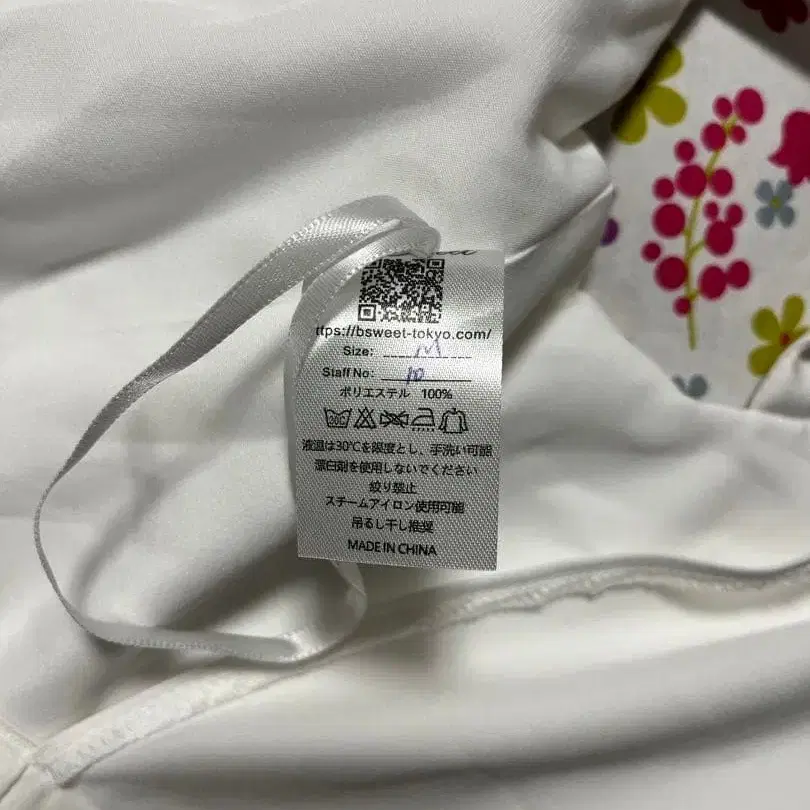 ttps://bsweet-tokyo.com/
Size: M
Staff No: 10
ポリエステル 100%
液温は30℃を限度とし、手洗い可能
漂白剤を使用しないでください
絞り禁止
スチームアイロン使用可能
吊るし干し推奨
MADE IN CHINA